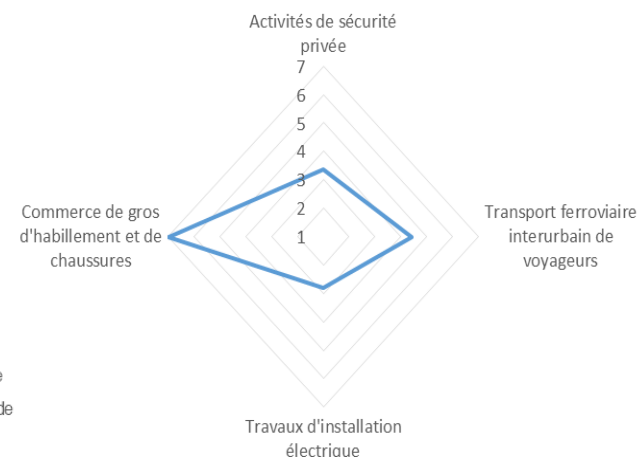 Activités de sécurité
privée
7
6
5
4
3
2
1
Commerce de gros
d'habillement et de
chaussures
Transport ferroviaire
interurbain de
voyageurs
e
de
Travaux d'installation
électrique